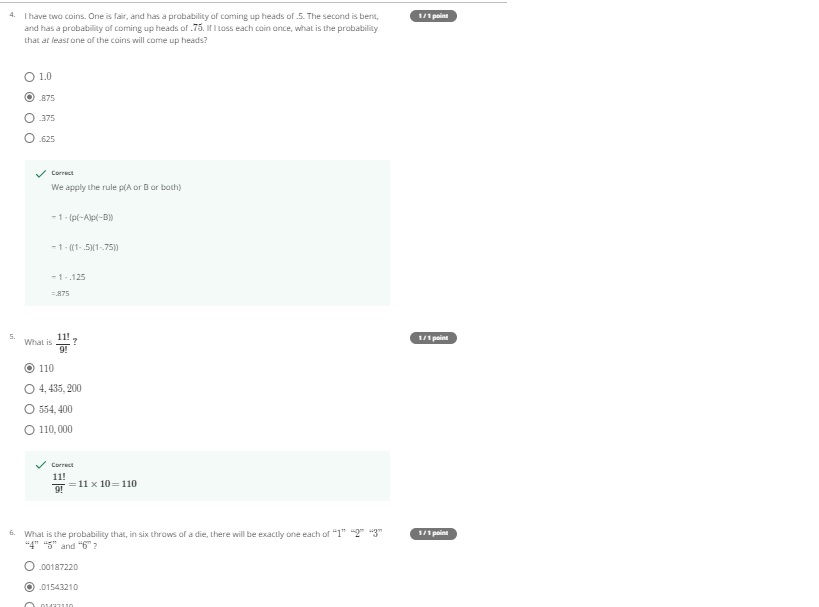 4. I have two coins. One is fair, and has a probability of coming up heads of .5. The second is bent, 1 / 1 point
and has a probability of coming up heads of .75. If I toss each coin once, what is the probability
that at least one of the coins will come up heads?
1.0
.875
.375
.625
Correct
We apply the rule p(A or B or both)
= 1 - (p(~A)p(~B))
= 1 - ((1- .5)(1-.75))
= 1 - .125
=.875
5. What is 11!/9! ? 1 / 1 point
110
4, 435, 200
554, 400
110, 000
Correct
11!/9! = 11 × 10 = 110
6. What is the probability that, in six throws of a die, there will be exactly one each of “1” “2” “3” 1 / 1 point
“4” “5” and “6” ?
.00187220
.01543210